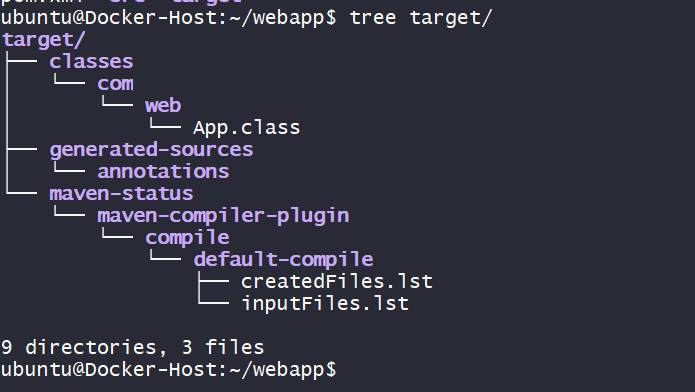 ubuntu@Docker-Host:~/webapp$ tree target/
target/
├── classes
│   └── com
│       └── web
│           └── App.class
├── generated-sources
│   └── annotations
└── maven-status
    └── maven-compiler-plugin
        └── compile
            └── default-compile
                ├── createdFiles.lst
                └── inputFiles.lst
9 directories, 3 files
ubuntu@Docker-Host:~/webapp$